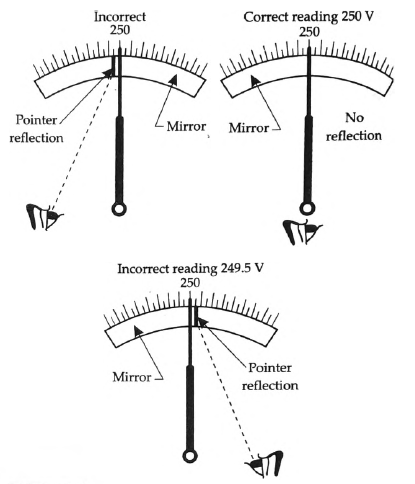 Incorrect
250
Pointer
reflection
Mirror
Correct reading 250 V
250
Mirror
No
reflection
Incorrect reading 249.5 V
250
Mirror
Pointer
reflection